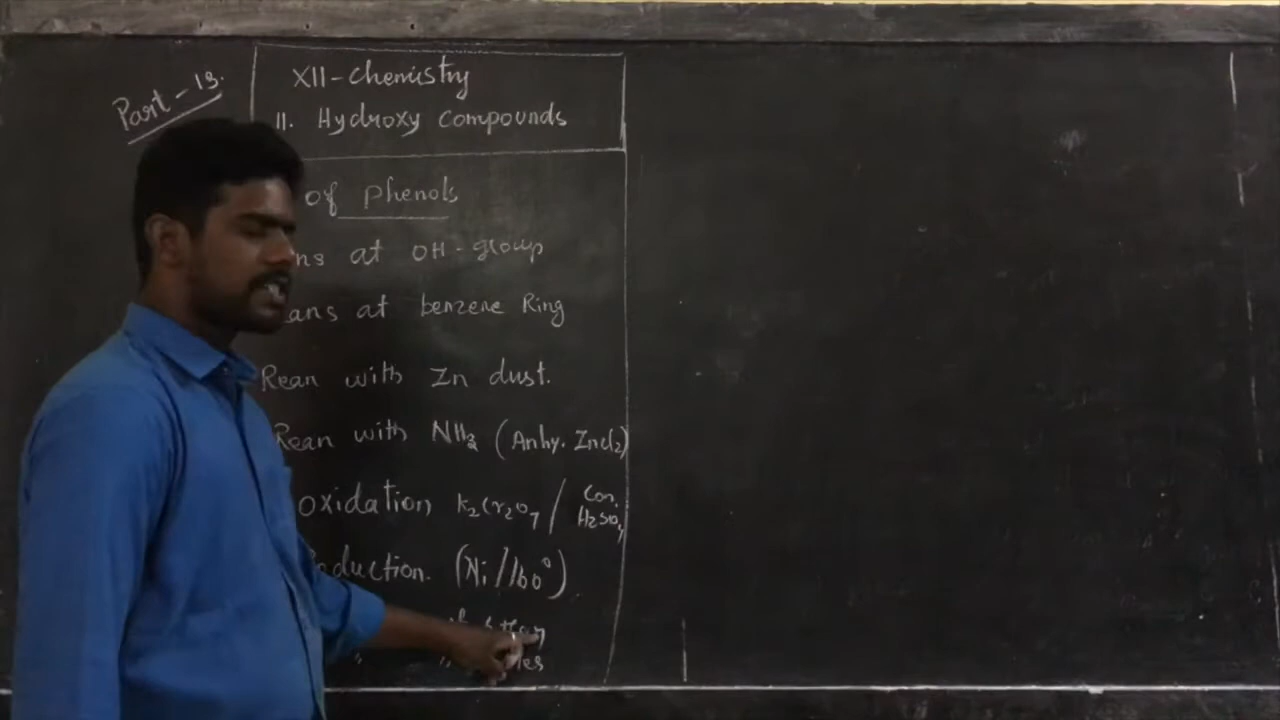 Part - 13.
XII - Chemistry
11. Hydroxy compounds
of phenols
ns at OH - group
ans at benzene Ring
Rean with Zn dust.
Rean with NH3 (Anhy. ZnCl2)
oxidation K2Cr2O7 / Con. H2SO4
duction. (Ni/160°)